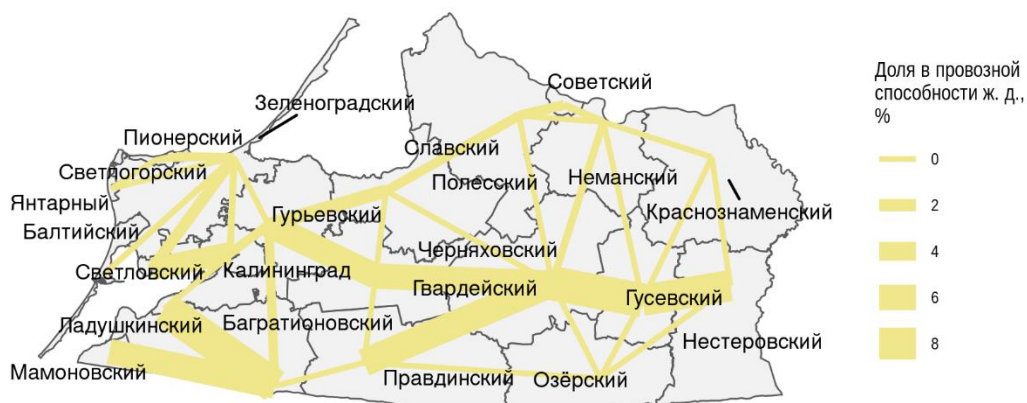 Советский
Зеленоградский
Пионерский
Славский
Светлогорский
Полесский
Неманский
Янтарный
Краснознаменский
Гурьевский
Балтийский
Черняховский
Светловский
Калининград
Гвардейский
Гусевский
Ладушкинский
Багратионовский
Нестеровский
Мамоновский
Правдинский
Озёрский
Доля в провозной
способности ж. д.,
%
0
2
4
6
8